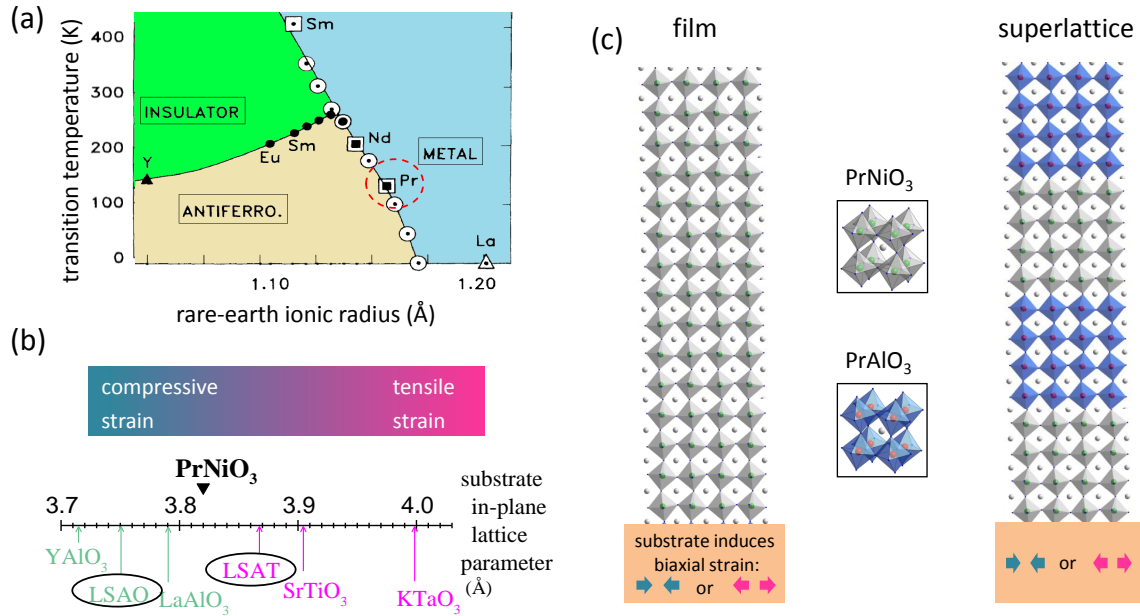 (a)
transition temperature (K)
400
300
200
100
0
Sm
INSULATOR
Nd
METAL
Y
Eu
Sm
Pr
ANTIFERRO.
La
1.10
1.20
rare-earth ionic radius (Å)
(b)
compressive
strain
tensile
strain
PrNiO3
substrate
in-plane
lattice
parameter
(Å)
3.7
3.8
3.9
4.0
YAlO3
LSAO
LaAlO3
LSAT
SrTiO3
KTaO3
(c)
film
superlattice
PrNiO3
PrAlO3
substrate induces
biaxial strain:
or
or